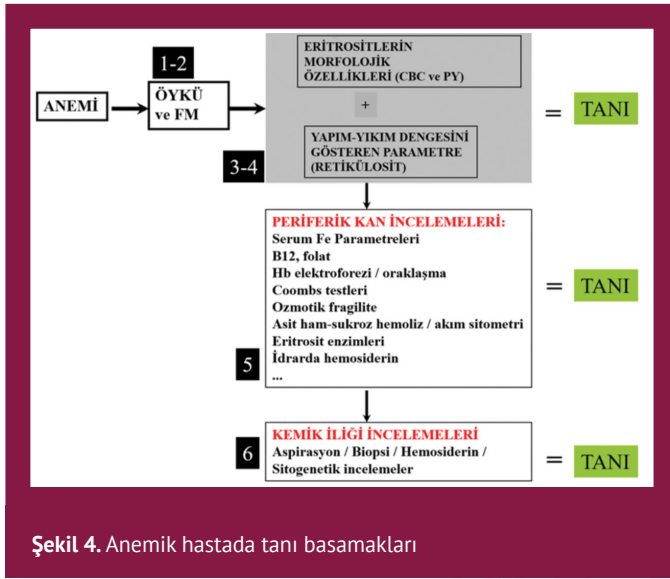 ANEMİ
1-2
ÖYKÜ
ve FM
ERİTROSİTLERİN
MORFOLOJİK
ÖZELLİKLERİ (CBC ve PY)
+
YAPIM-YIKIM DENGESİNİ
GÖSTEREN PARAMETRE
(RETİKÜLOSİT)
3-4
= TANI
PERİFERİK KAN İNCELEMELERİ:
Serum Fe Parametreleri
B12, folat
Hb elektroforezi / oraklaşma
Coombs testleri
Ozmotik fragilite
Asit ham-sukroz hemoliz / akım sitometri
Eritrosit enzimleri
İdrarda hemosiderin
...
5
= TANI
KEMİK İLİĞİ İNCELEMELERİ
Aspirasyon / Biopsi / Hemosiderin /
Sitogenetik incelemeler
6
= TANI
Şekil 4. Anemik hastada tanı basamakları